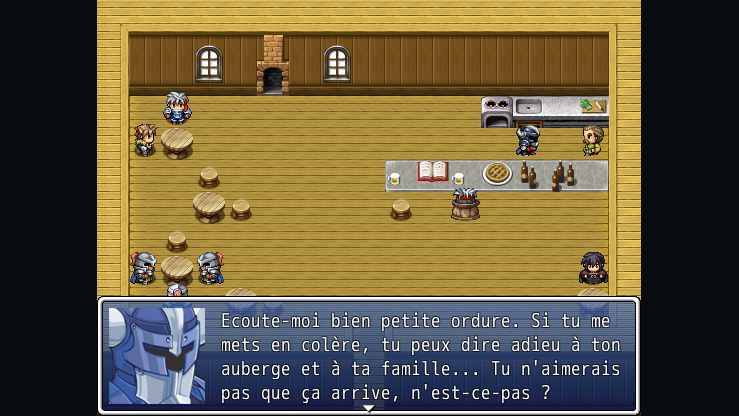 Ecoute-moi bien petite ordure. Si tu me
mets en colère, tu peux dire adieu à ton
auberge et à ta famille... Tu n'aimerais
pas que ça arrive, n'est-ce-pas ?